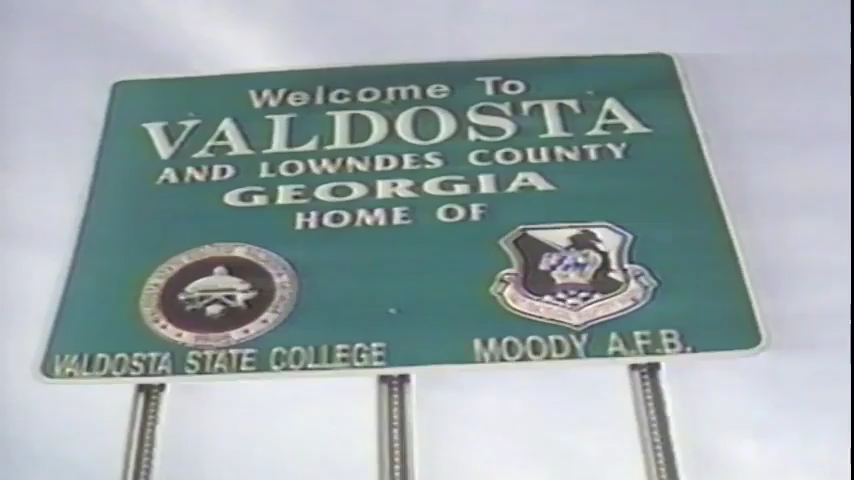 Welcome To
VALDOSTA
AND LOWNDES COUNTY
GEORGIA
HOME OF
VALDOSTA STATE COLLEGE
MOODY A.F.B.